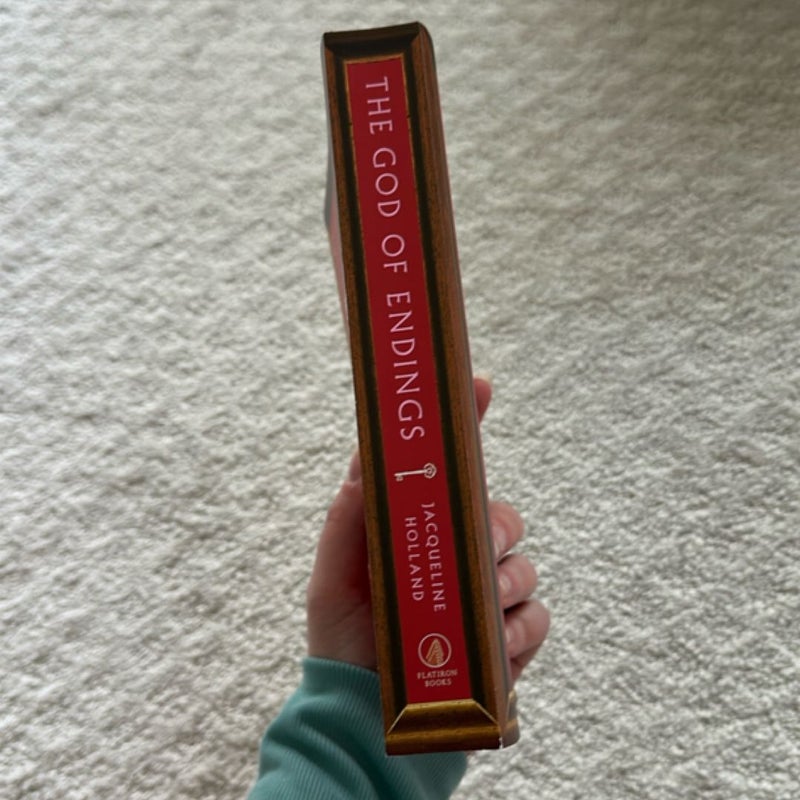 THE GOD OF ENDINGS
JACQUELINE
HOLLAND
FLATIRON
BOOKS